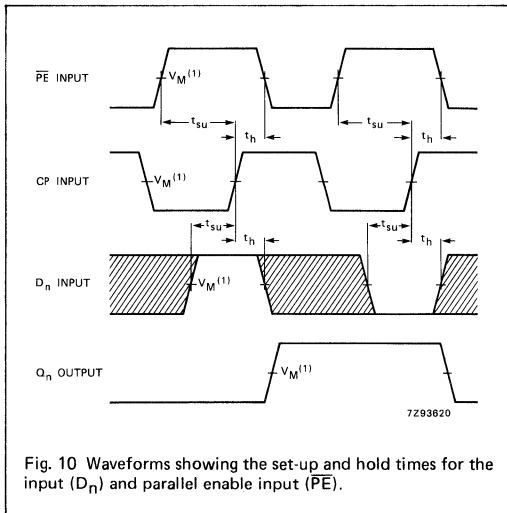 P̅E̅ INPUT
V_M(1)
t_su
t_su
t_h
t_h
CP INPUT
V_M(1)
t_su
t_su
t_h
t_h
D_n INPUT
V_M(1)
Q_n OUTPUT
V_M(1)
7Z93620
Fig. 10 Waveforms showing the set-up and hold times for the
input (D_n) and parallel enable input (P̅E̅).